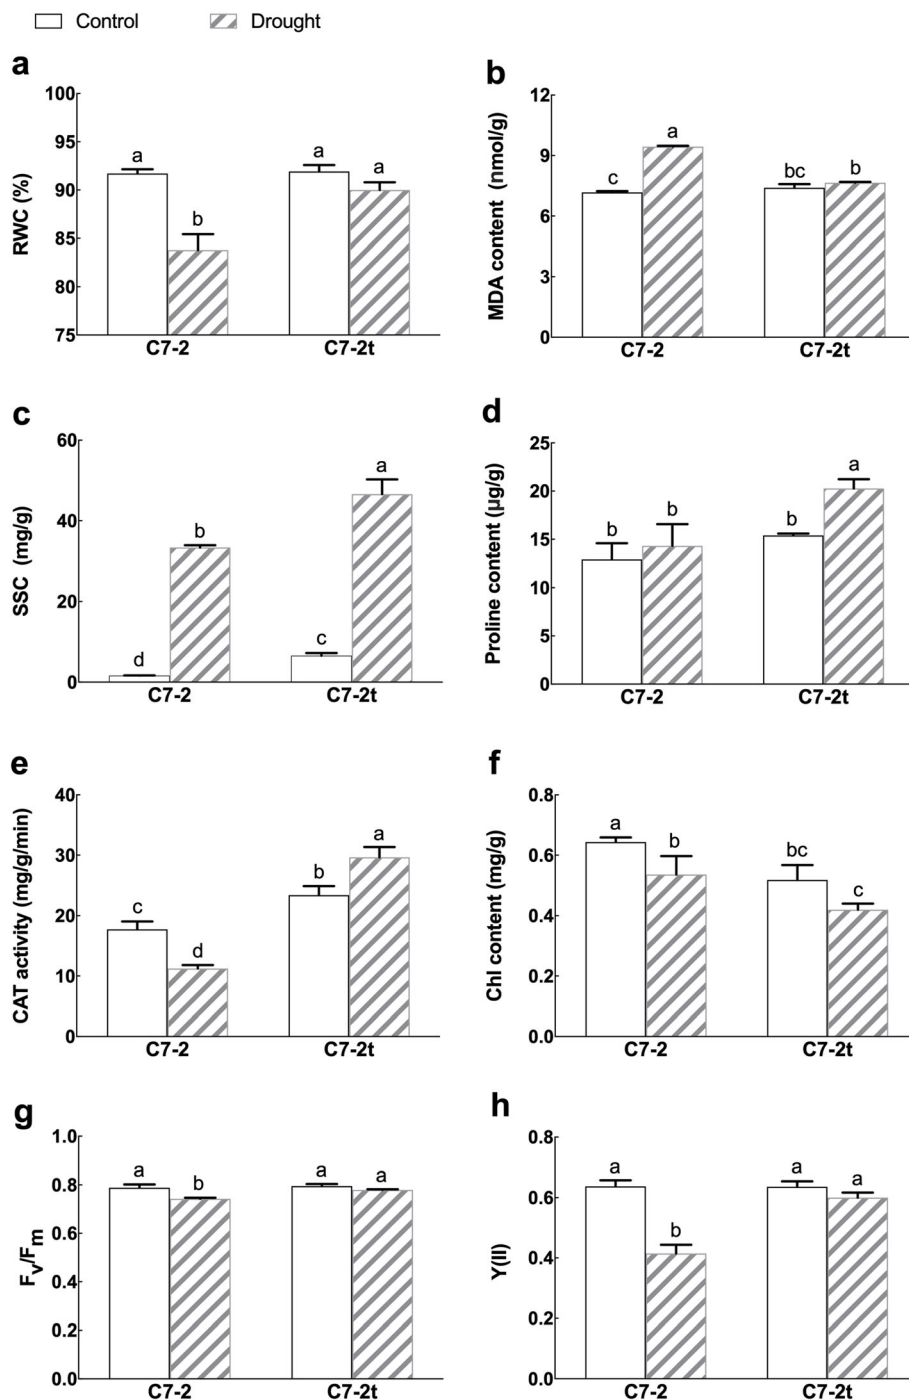 Control Drought
a
RWC (%)
100
95
90
85
80
75
a
b
a
a
C7-2 C7-2t
b
MDA content (nmol/g)
12
9
6
3
0
c
a
bc
b
C7-2 C7-2t
c
SSC (mg/g)
60
40
20
0
d
b
c
a
C7-2 C7-2t
d
Proline content (μg/g)
25
20
15
10
5
0
b
b
b
a
C7-2 C7-2t
e
CAT activity (mg/g/min)
40
30
20
10
0
c
d
b
a
C7-2 C7-2t
f
Chl content (mg/g)
0.8
0.6
0.4
0.2
0.0
a
b
bc
c
C7-2 C7-2t
g
Fv/Fm
1.0
0.8
0.6
0.4
0.2
0.0
a
b
a
a
C7-2 C7-2t
h
Y(II)
0.8
0.6
0.4
0.2
0.0
a
b
a
a
C7-2 C7-2t